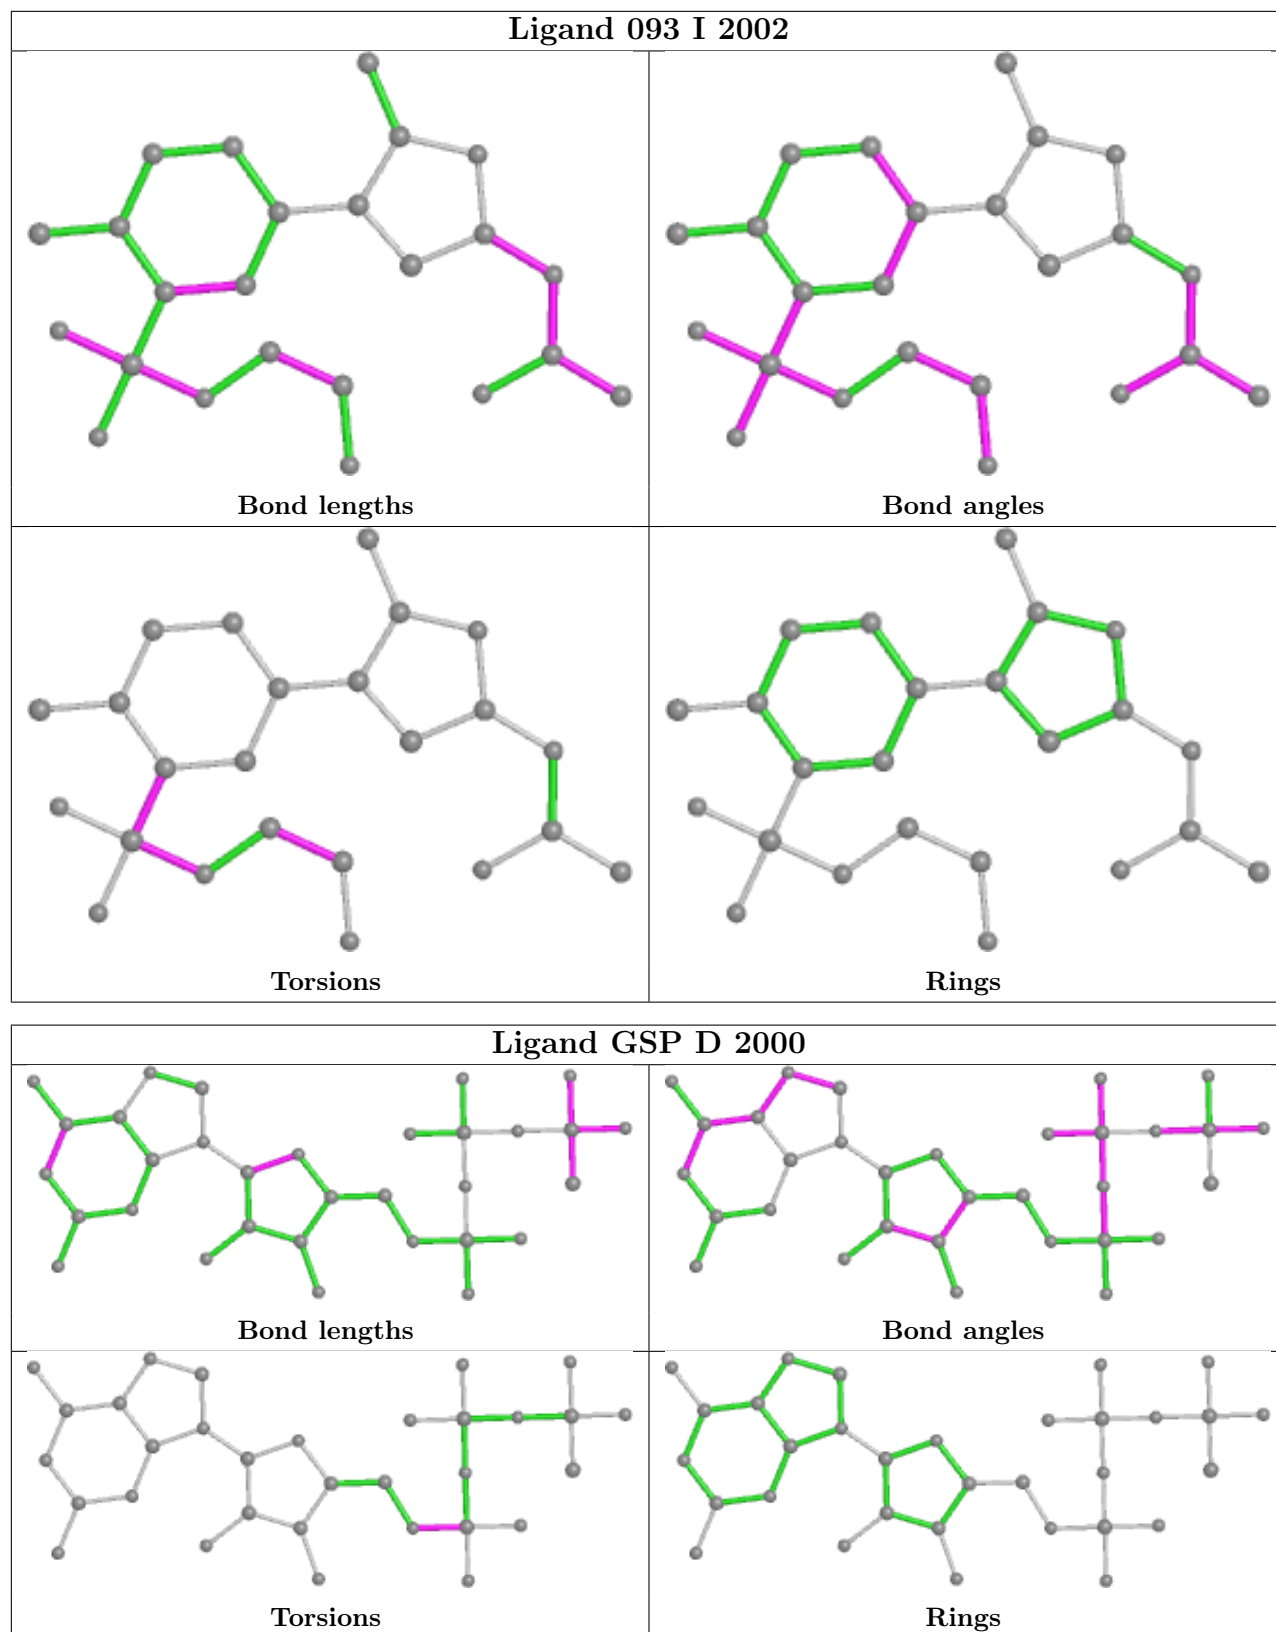 Ligand 093 I 2002
Bond lengths
Bond angles
Torsions
Rings
Ligand GSP D 2000
Bond lengths
Bond angles
Torsions
Rings